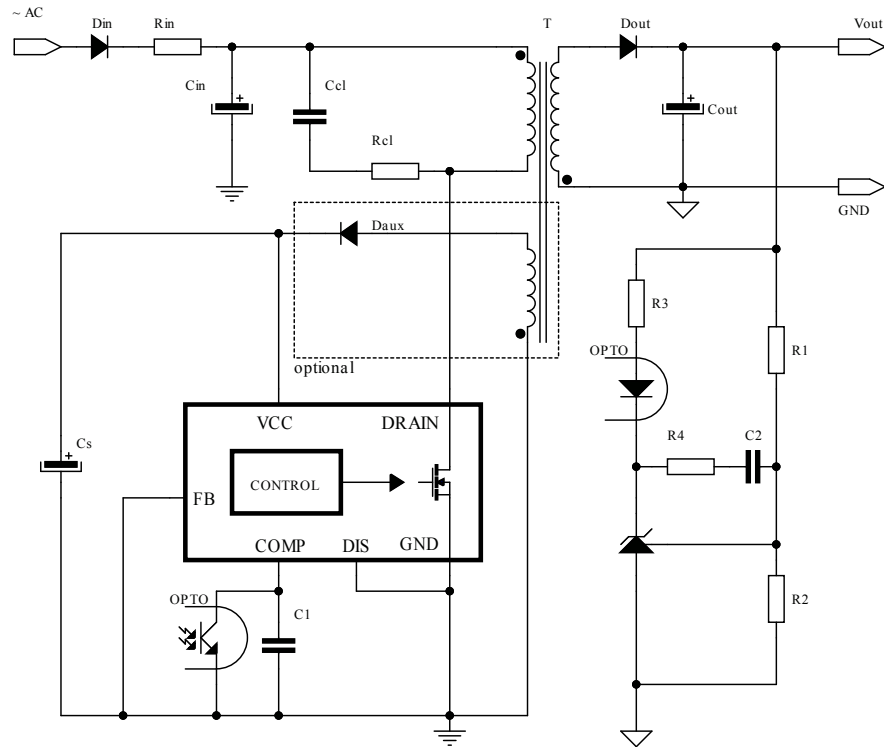 ~ AC
Din
Rin
T
Dout
Vout
Cin
Ccl
Cout
Rcl
GND
Daux
R3
OPTO
R1
optional
VCC
DRAIN
Cs
R4
C2
FB
CONTROL
COMP
DIS
GND
OPTO
C1
R2